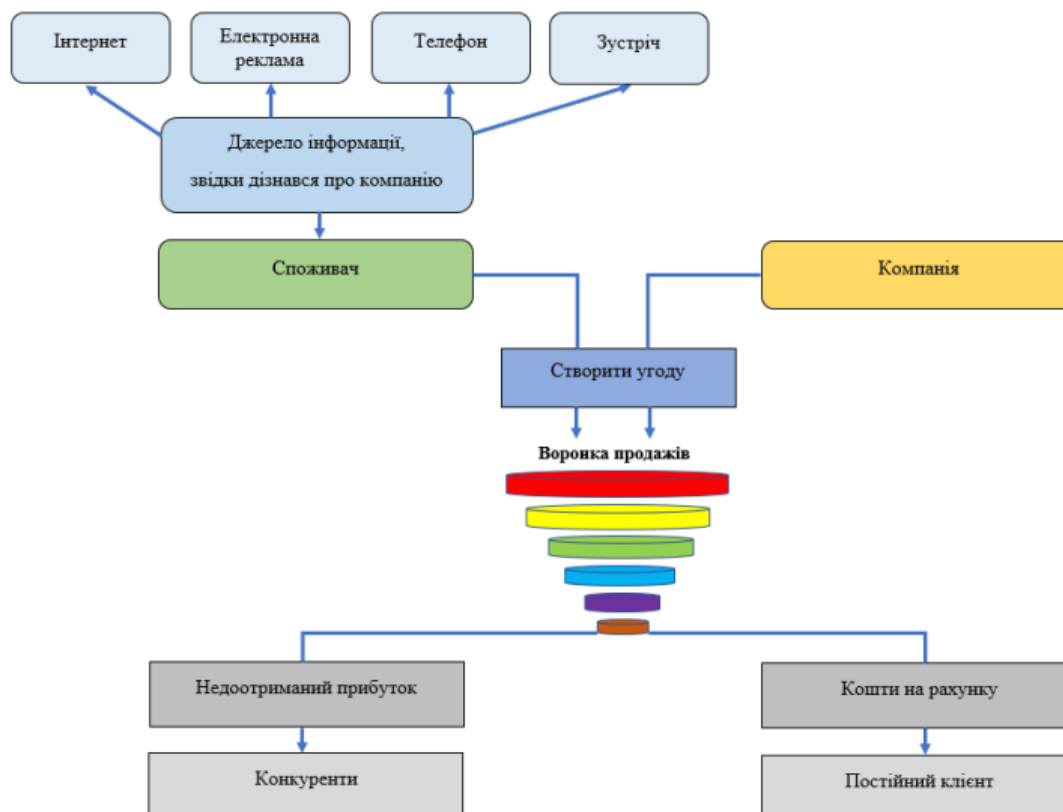 Інтернет
Електронна
реклама
Телефон
Зустріч
Джерело інформації,
звідки дізнався про компанію
Споживач
Компанія
Створити угоду
Воронка продажів
Недоотриманий прибуток
Кошти на рахунку
Конкуренти
Постійний клієнт